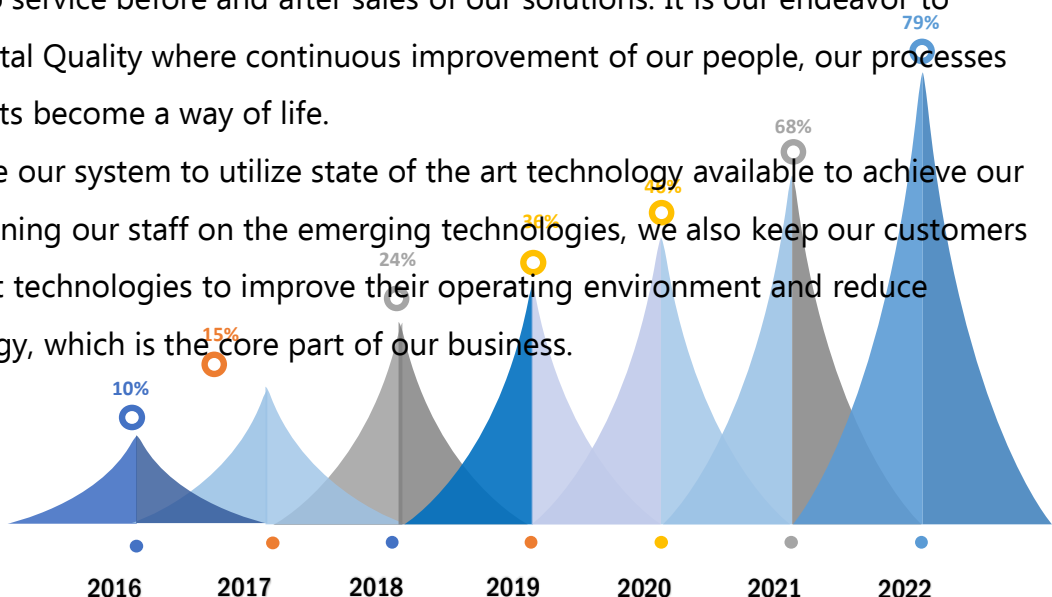 service before and after sales of our solutions. It is our endeavor to
79%
tal Quality where continuous improvement of our people, our processes
ts become a way of life.
68%
e our system to utilize state of the art technology available to achieve our
36%
ning our staff on the emerging technologies, we also keep our customers
24%
t technologies to improve their operating environment and reduce
15%
gy, which is the core part of our business.
10%
2016 2017 2018 2019 2020 2021 2022